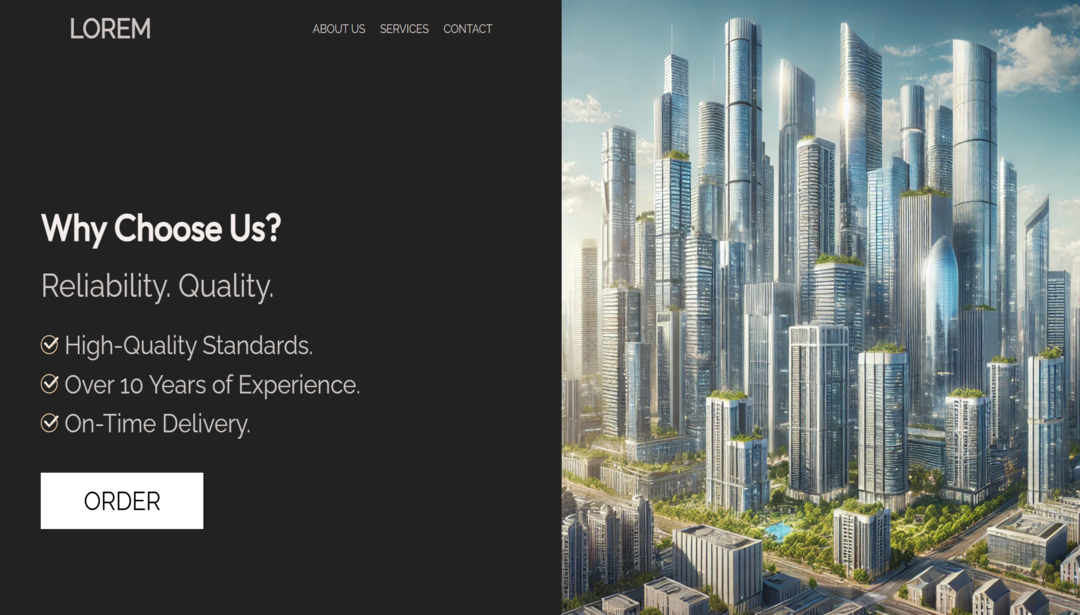 LOREM
ABOUT US SERVICES CONTACT
Why Choose Us?
Reliability. Quality.
High-Quality Standards.
Over 10 Years of Experience.
On-Time Delivery.
ORDER